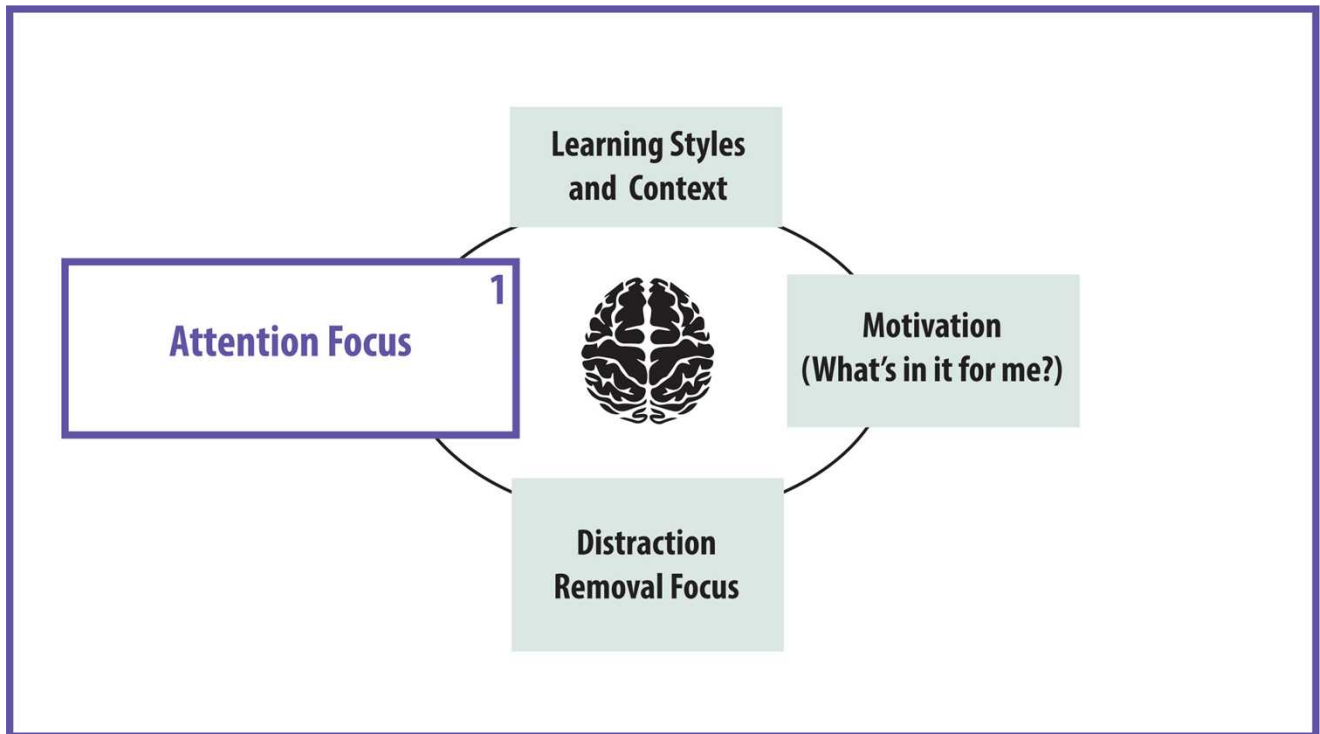 Learning Styles
and Context
1
Attention Focus
Motivation
(What's in it for me?)
Distraction
Removal Focus